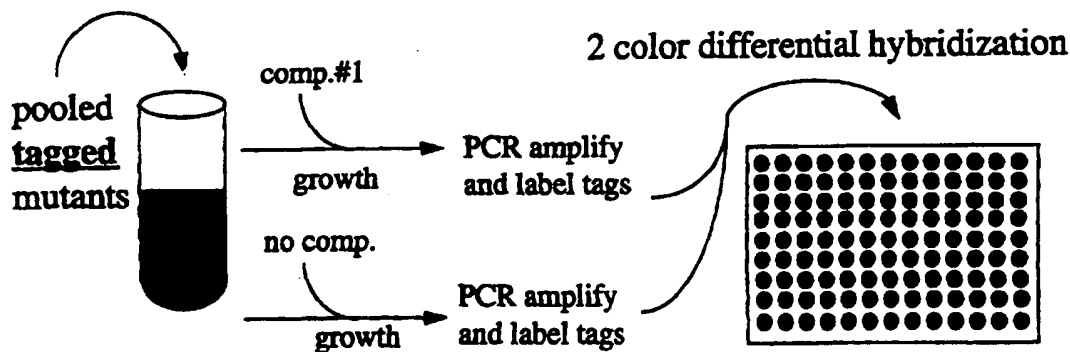 2 color differential hybridization
pooled
tagged
mutants
comp.#1
growth
PCR amplify
and label tags
no comp.
growth
PCR amplify
and label tags